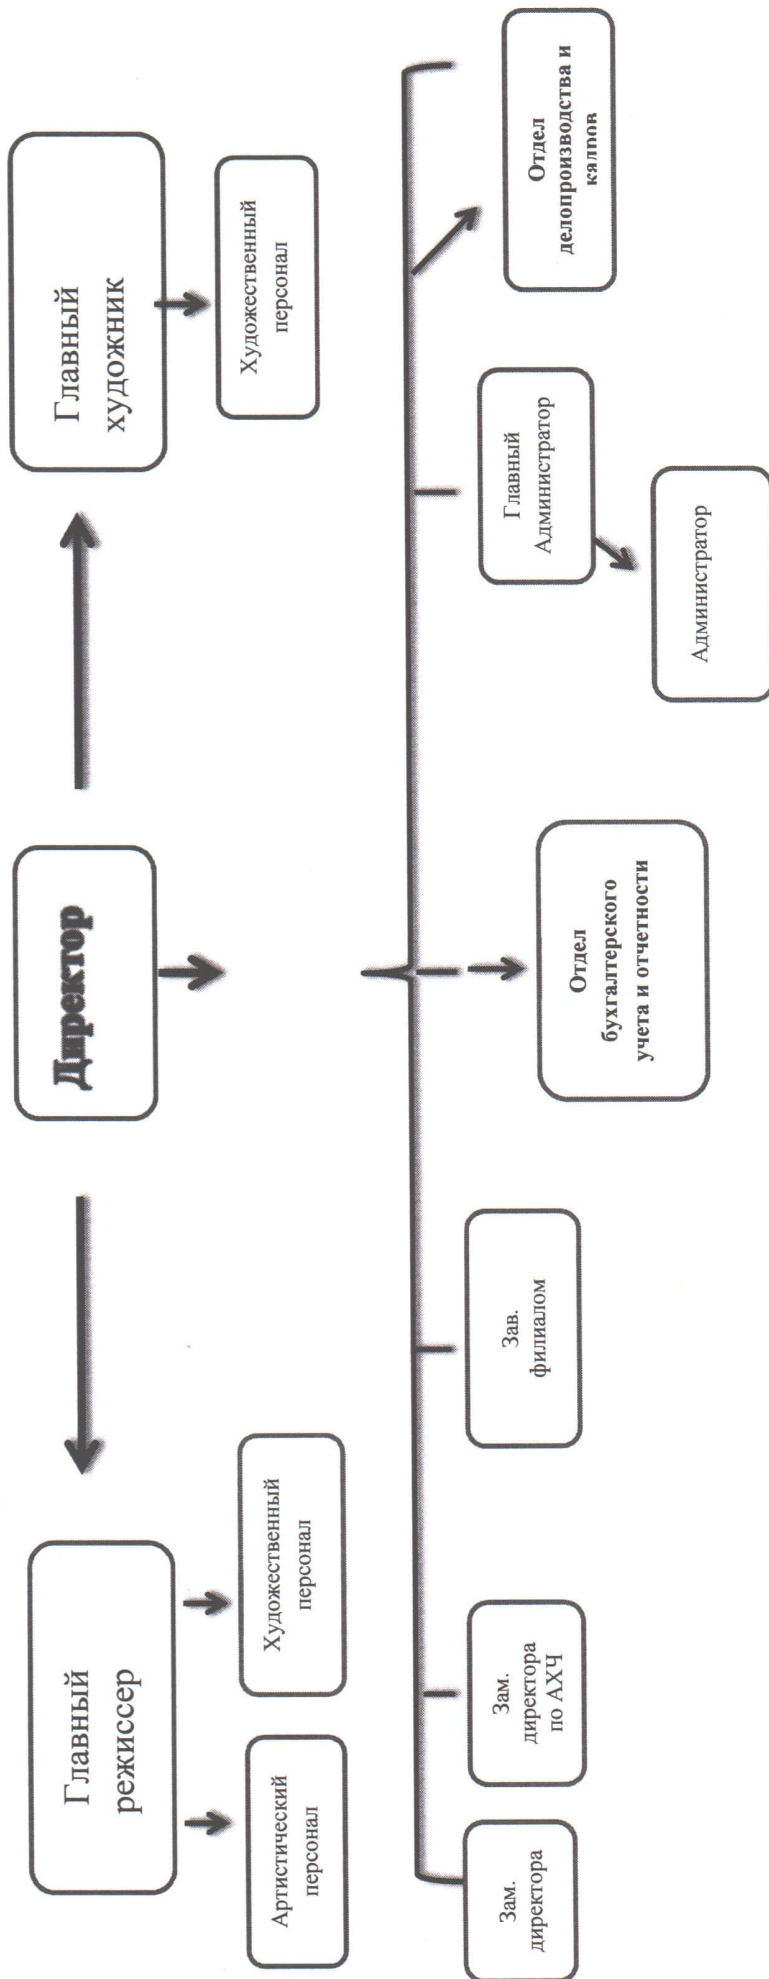 Директор
Главный
режиссер
Главный
художник
Артистический
персонал
Художественный
персонал
Художественный
персонал
Зам.
директора
Зам.
директора
по АХЧ
Зав.
филиалом
Отдел
бухгалтерского
учета и отчетности
Главный
Администратор
Администратор
Отдел
делопроизводства и
кадров